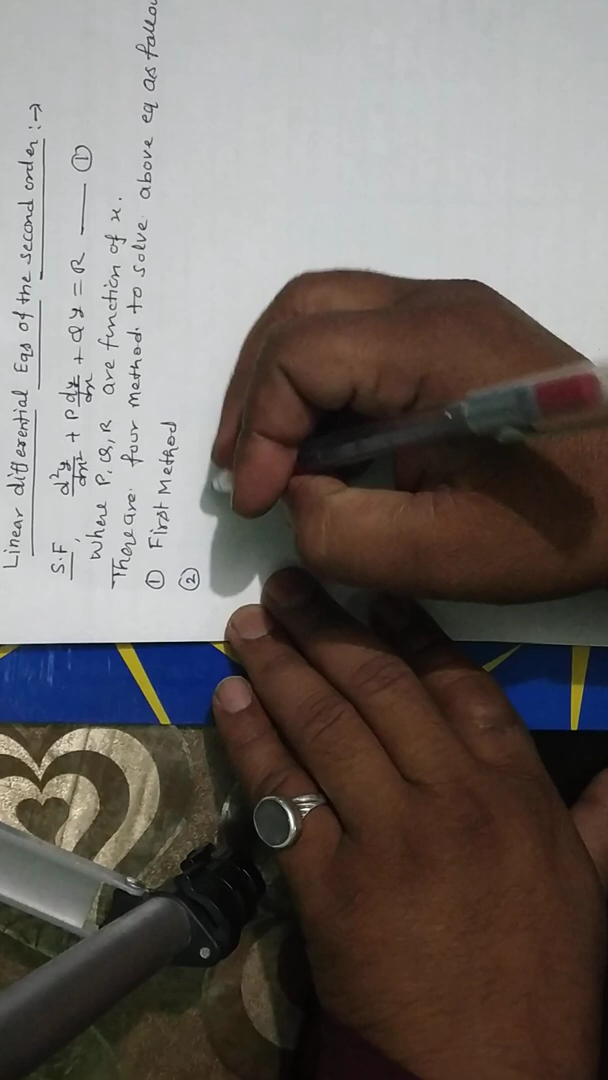 Linear differential Eqs of the second order :→
S.F, d²y/dx² + P dy/dx + Qy = R —— ①
Where P, Q, R are function of x.
There are four Method to solve above eq as follow
① First Method
②